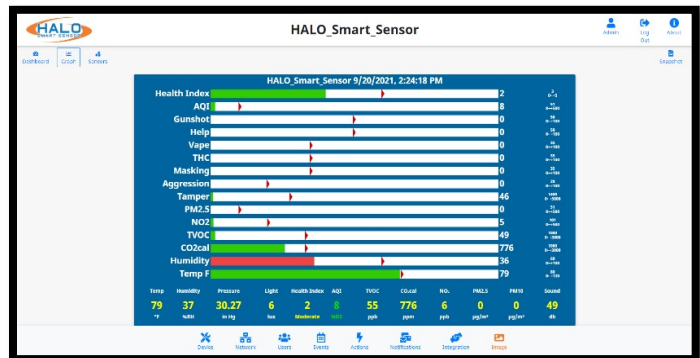 HALO
SMART SENSOR
HALO_Smart_Sensor
Admin
Log Out
About
Dashboard
Graph
Sensors
Snapshot
HALO_Smart_Sensor 9/20/2021, 2:24:18 PM
Health Index 2
AQI 8
Gunshot 0
Help 0
Vape 0
THC 0
Masking 0
Aggression 0
Tamper 46
PM2.5 0
NO2 5
TVOC 49
CO2cal 776
Humidity 36
Temp F 79
Temp Humidity Pressure Light Health Index AQI TVOC CO₂cal NO₂ PM2.5 PM10 Sound
79 37 30.27 6 2 8 55 776 6 0 0 49
°F %RH in Hg lux Moderate NO2 ppb ppm ppb µg/m³ µg/m³ db
Device Network Users Events Actions Notifications Integration Image